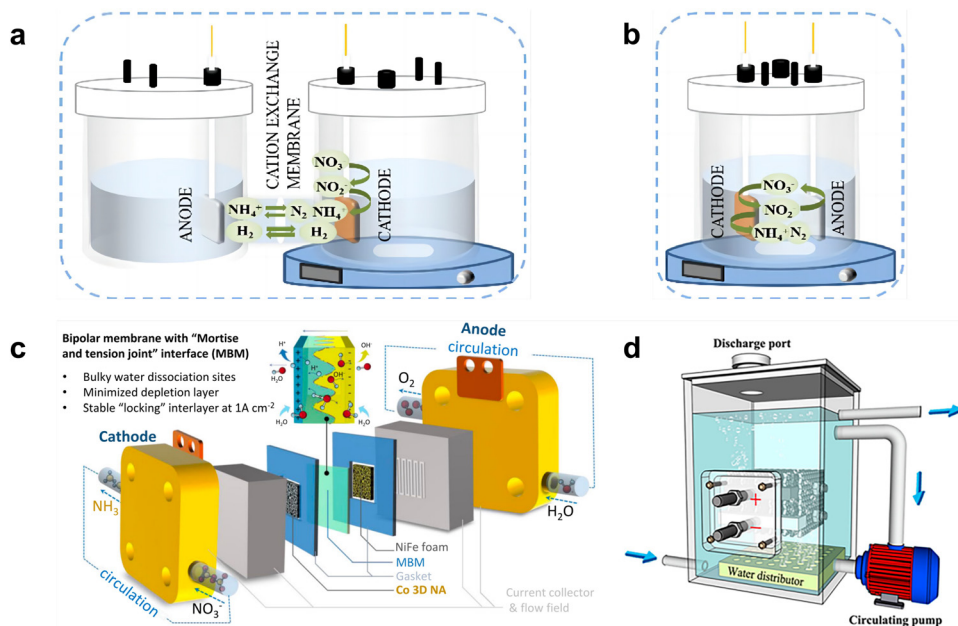 a
ANODE
CATION EXCHANGE
MEMBRANE
NO3
NO2-
NH4+
N2
NH4+
H2
H2
CATHODE
b
CATHODE
NO3-
NO2-
NH4+N2
ANODE
c
Bipolar membrane with “Mortise
and tension joint” interface (MBM)
• Bulky water dissociation sites
• Minimized depletion layer
• Stable “locking” interlayer at 1A cm-2
H+
OH-
H+
OH-
H2O
H2O
H2O
H2O
Anode
circulation
O2
H2O
Cathode
NH3
circulation
NO3-
NiFe foam
MBM
Gasket
Co 3D NA
Current collector
& flow field
d
Discharge port
+
−
Water distributor
Circulating pump